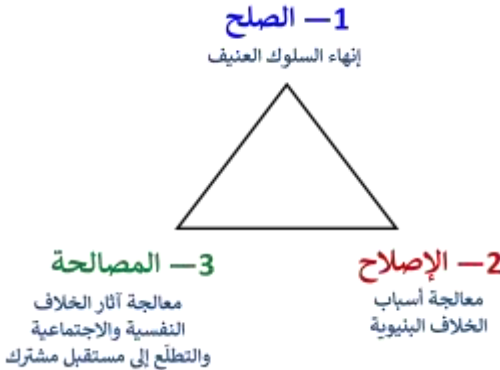 1— الصلح
إنهاء السلوك العنيف
2— الإصلاح
معالجة أسباب
الخلاف البنيوية
3— المصالحة
معالجة آثار الخلاف
النفسية والاجتماعية
والتطلّع إلى مستقبل مشترك